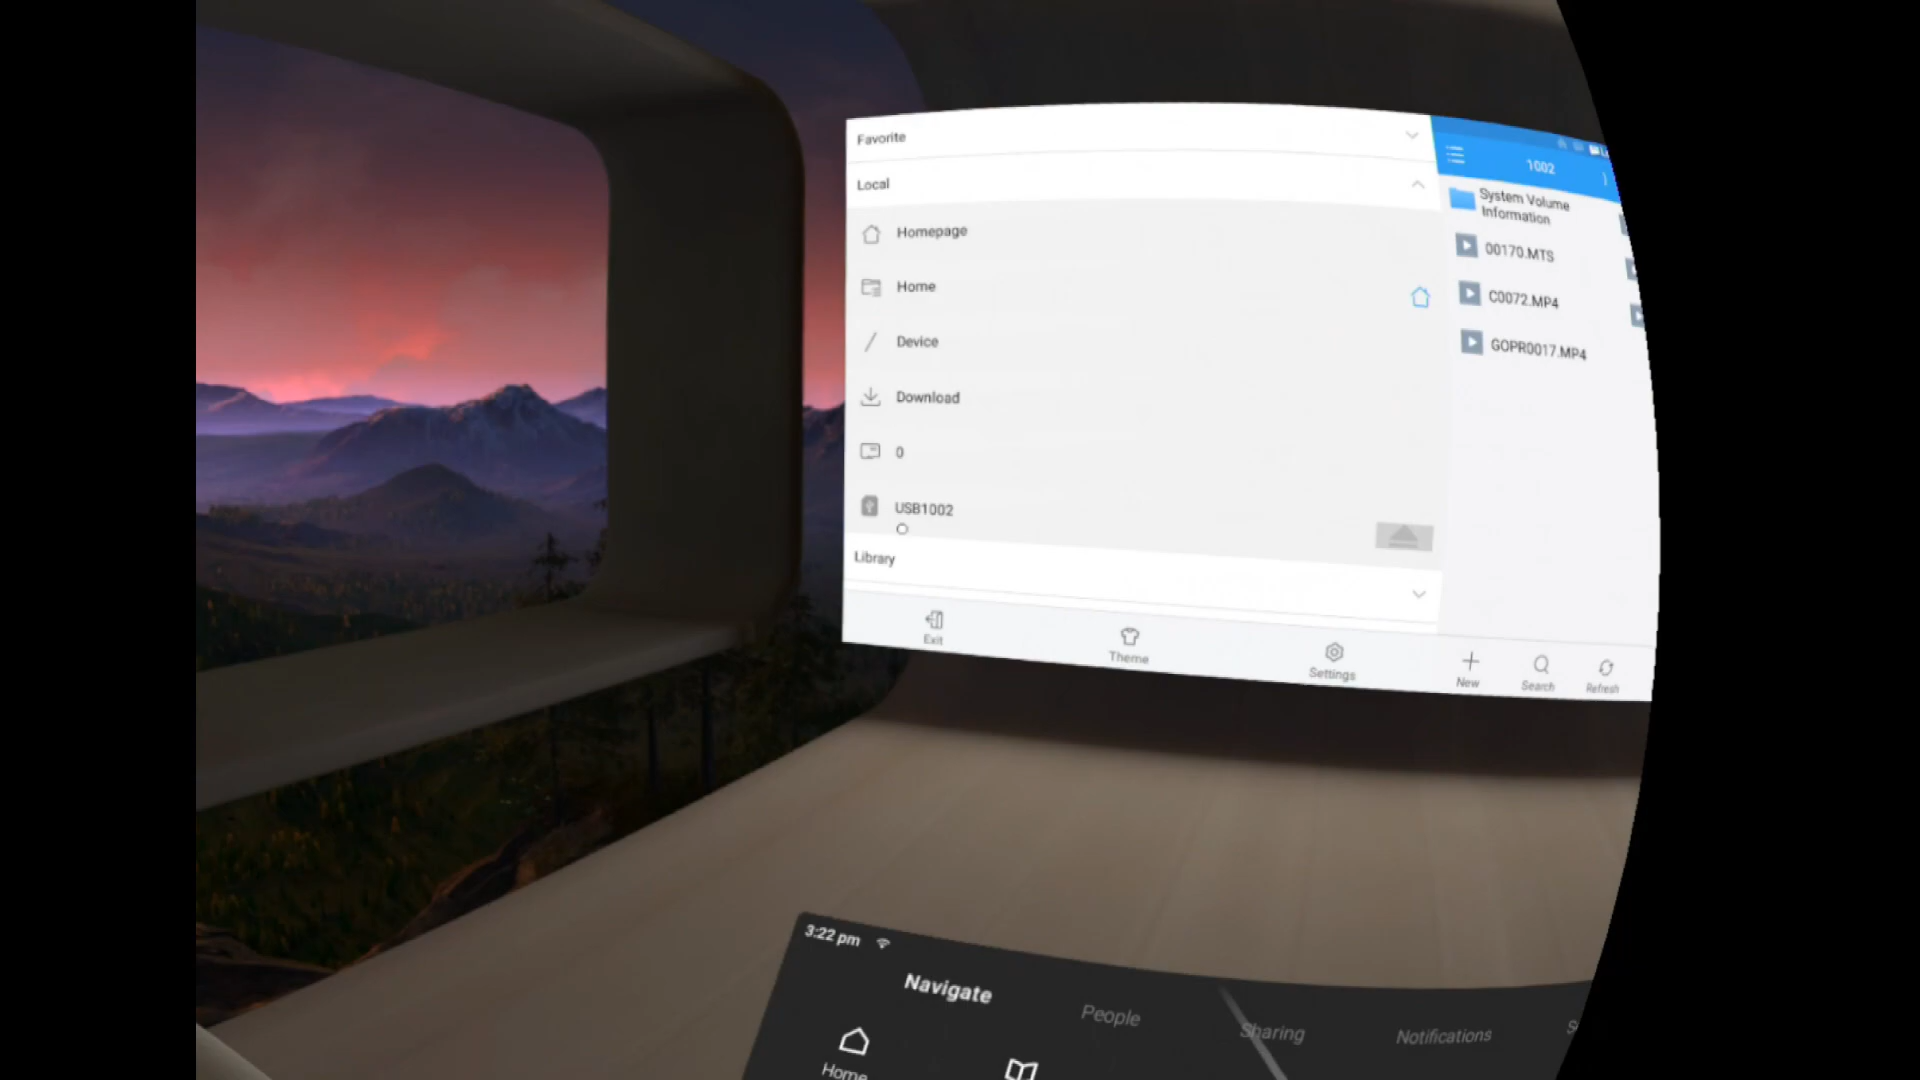 Favorite
Local
Homepage
Home
Device
Download
0
USB1002
Library
Exit
Theme
Settings
1002
System Volume
Information
00170.MTS
C0072.MP4
GOPR0017.MP4
New
Search
Refresh
3:22 pm
Navigate
People
Sharing
Notifications
Home